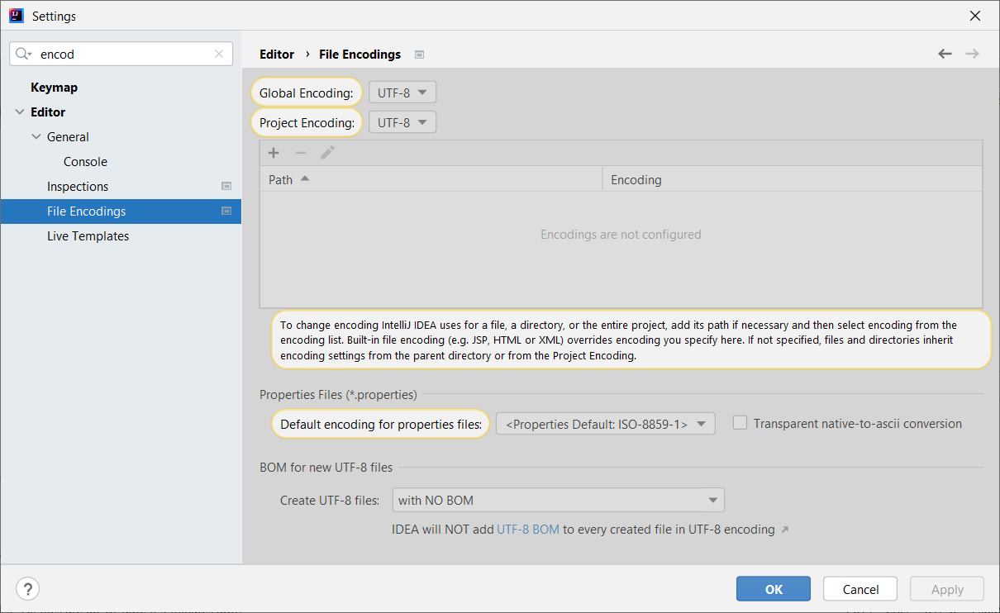 Settings
encod
Keymap
Editor
General
Console
Inspections
File Encodings
Live Templates
Editor › File Encodings
Global Encoding: UTF-8
Project Encoding: UTF-8
Path Encoding
Encodings are not configured
To change encoding IntelliJ IDEA uses for a file, a directory, or the entire project, add its path if necessary and then select encoding from the
encoding list. Built-in file encoding (e.g. JSP, HTML or XML) overrides encoding you specify here. If not specified, files and directories inherit
encoding settings from the parent directory or from the Project Encoding.
Properties Files (*.properties)
Default encoding for properties files: <Properties Default: ISO-8859-1> Transparent native-to-ascii conversion
BOM for new UTF-8 files
Create UTF-8 files: with NO BOM
IDEA will NOT add UTF-8 BOM to every created file in UTF-8 encoding ↗
? OK Cancel Apply